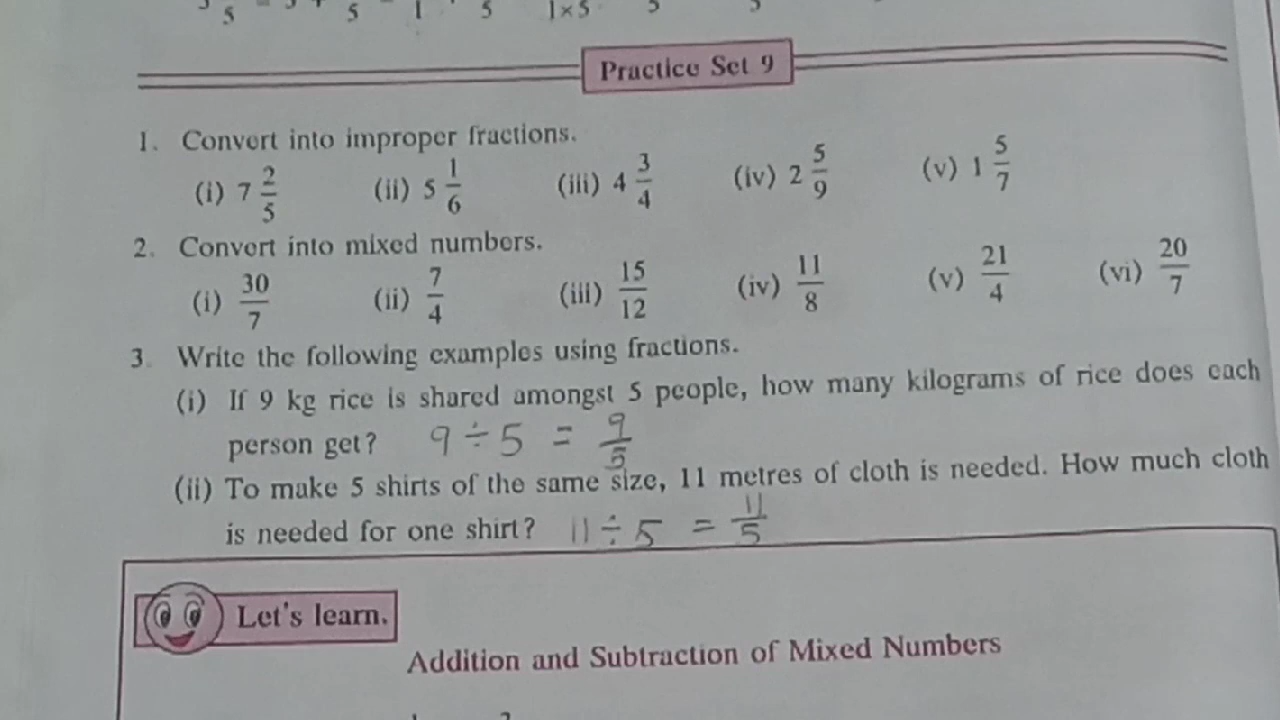 Practice Set 9
1. Convert into improper fractions.
(i) 7 2/5 (ii) 5 1/6 (iii) 4 3/4 (iv) 2 5/9 (v) 1 5/7
2. Convert into mixed numbers.
(i) 30/7 (ii) 7/4 (iii) 15/12 (iv) 11/8 (v) 21/4 (vi) 20/7
3. Write the following examples using fractions.
(i) If 9 kg rice is shared amongst 5 people, how many kilograms of rice does each
person get? 9 ÷ 5 = 9/5
(ii) To make 5 shirts of the same size, 11 metres of cloth is needed. How much cloth
is needed for one shirt? 11 ÷ 5 = 11/5
Let's learn.
Addition and Subtraction of Mixed Numbers